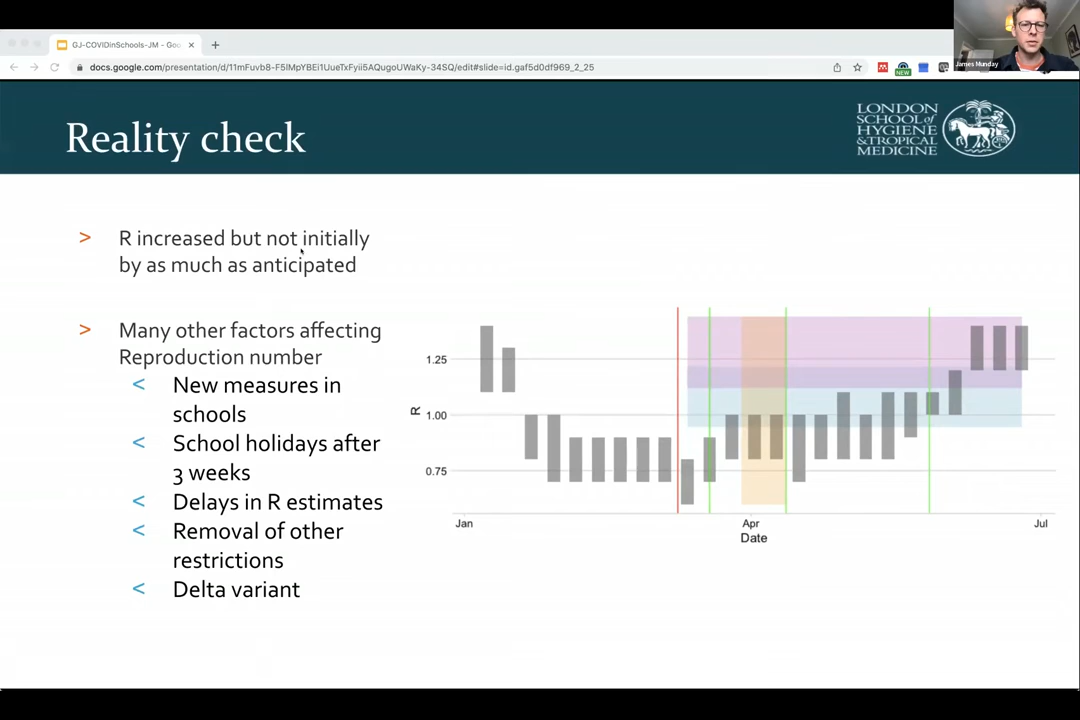 GJ-COVIDinSchools-JM - Goo
docs.google.com/presentation/d/11mFuvb8-F5lMpYBEi1UueTxFyii5AQugoUWaKy-34SQ/edit#slide=id.gaf5d0df969_2_25
NEW
James Munday
Reality check
LONDON
SCHOOL of
HYGIENE
& TROPICAL
MEDICINE
> R increased but not initially
by as much as anticipated
> Many other factors affecting
Reproduction number
< New measures in
schools
< School holidays after
3 weeks
< Delays in R estimates
< Removal of other
restrictions
< Delta variant
1.25
1.00
0.75
R
Jan
Apr
Jul
Date